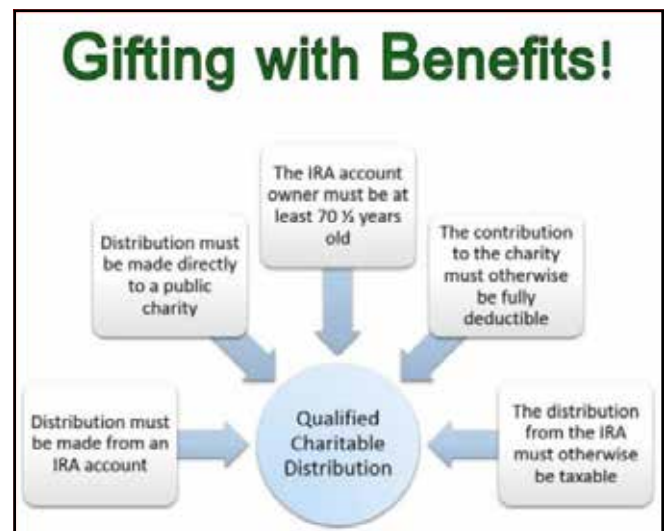 Gifting with Benefits!
The IRA account
owner must be at
least 70 ½ years
old
Distribution must
be made directly
to a public
charity
The contribution
to the charity
must otherwise
be fully
deductible
Distribution must
be made from an
IRA account
Qualified
Charitable
Distribution
The distribution
from the IRA
must otherwise
be taxable